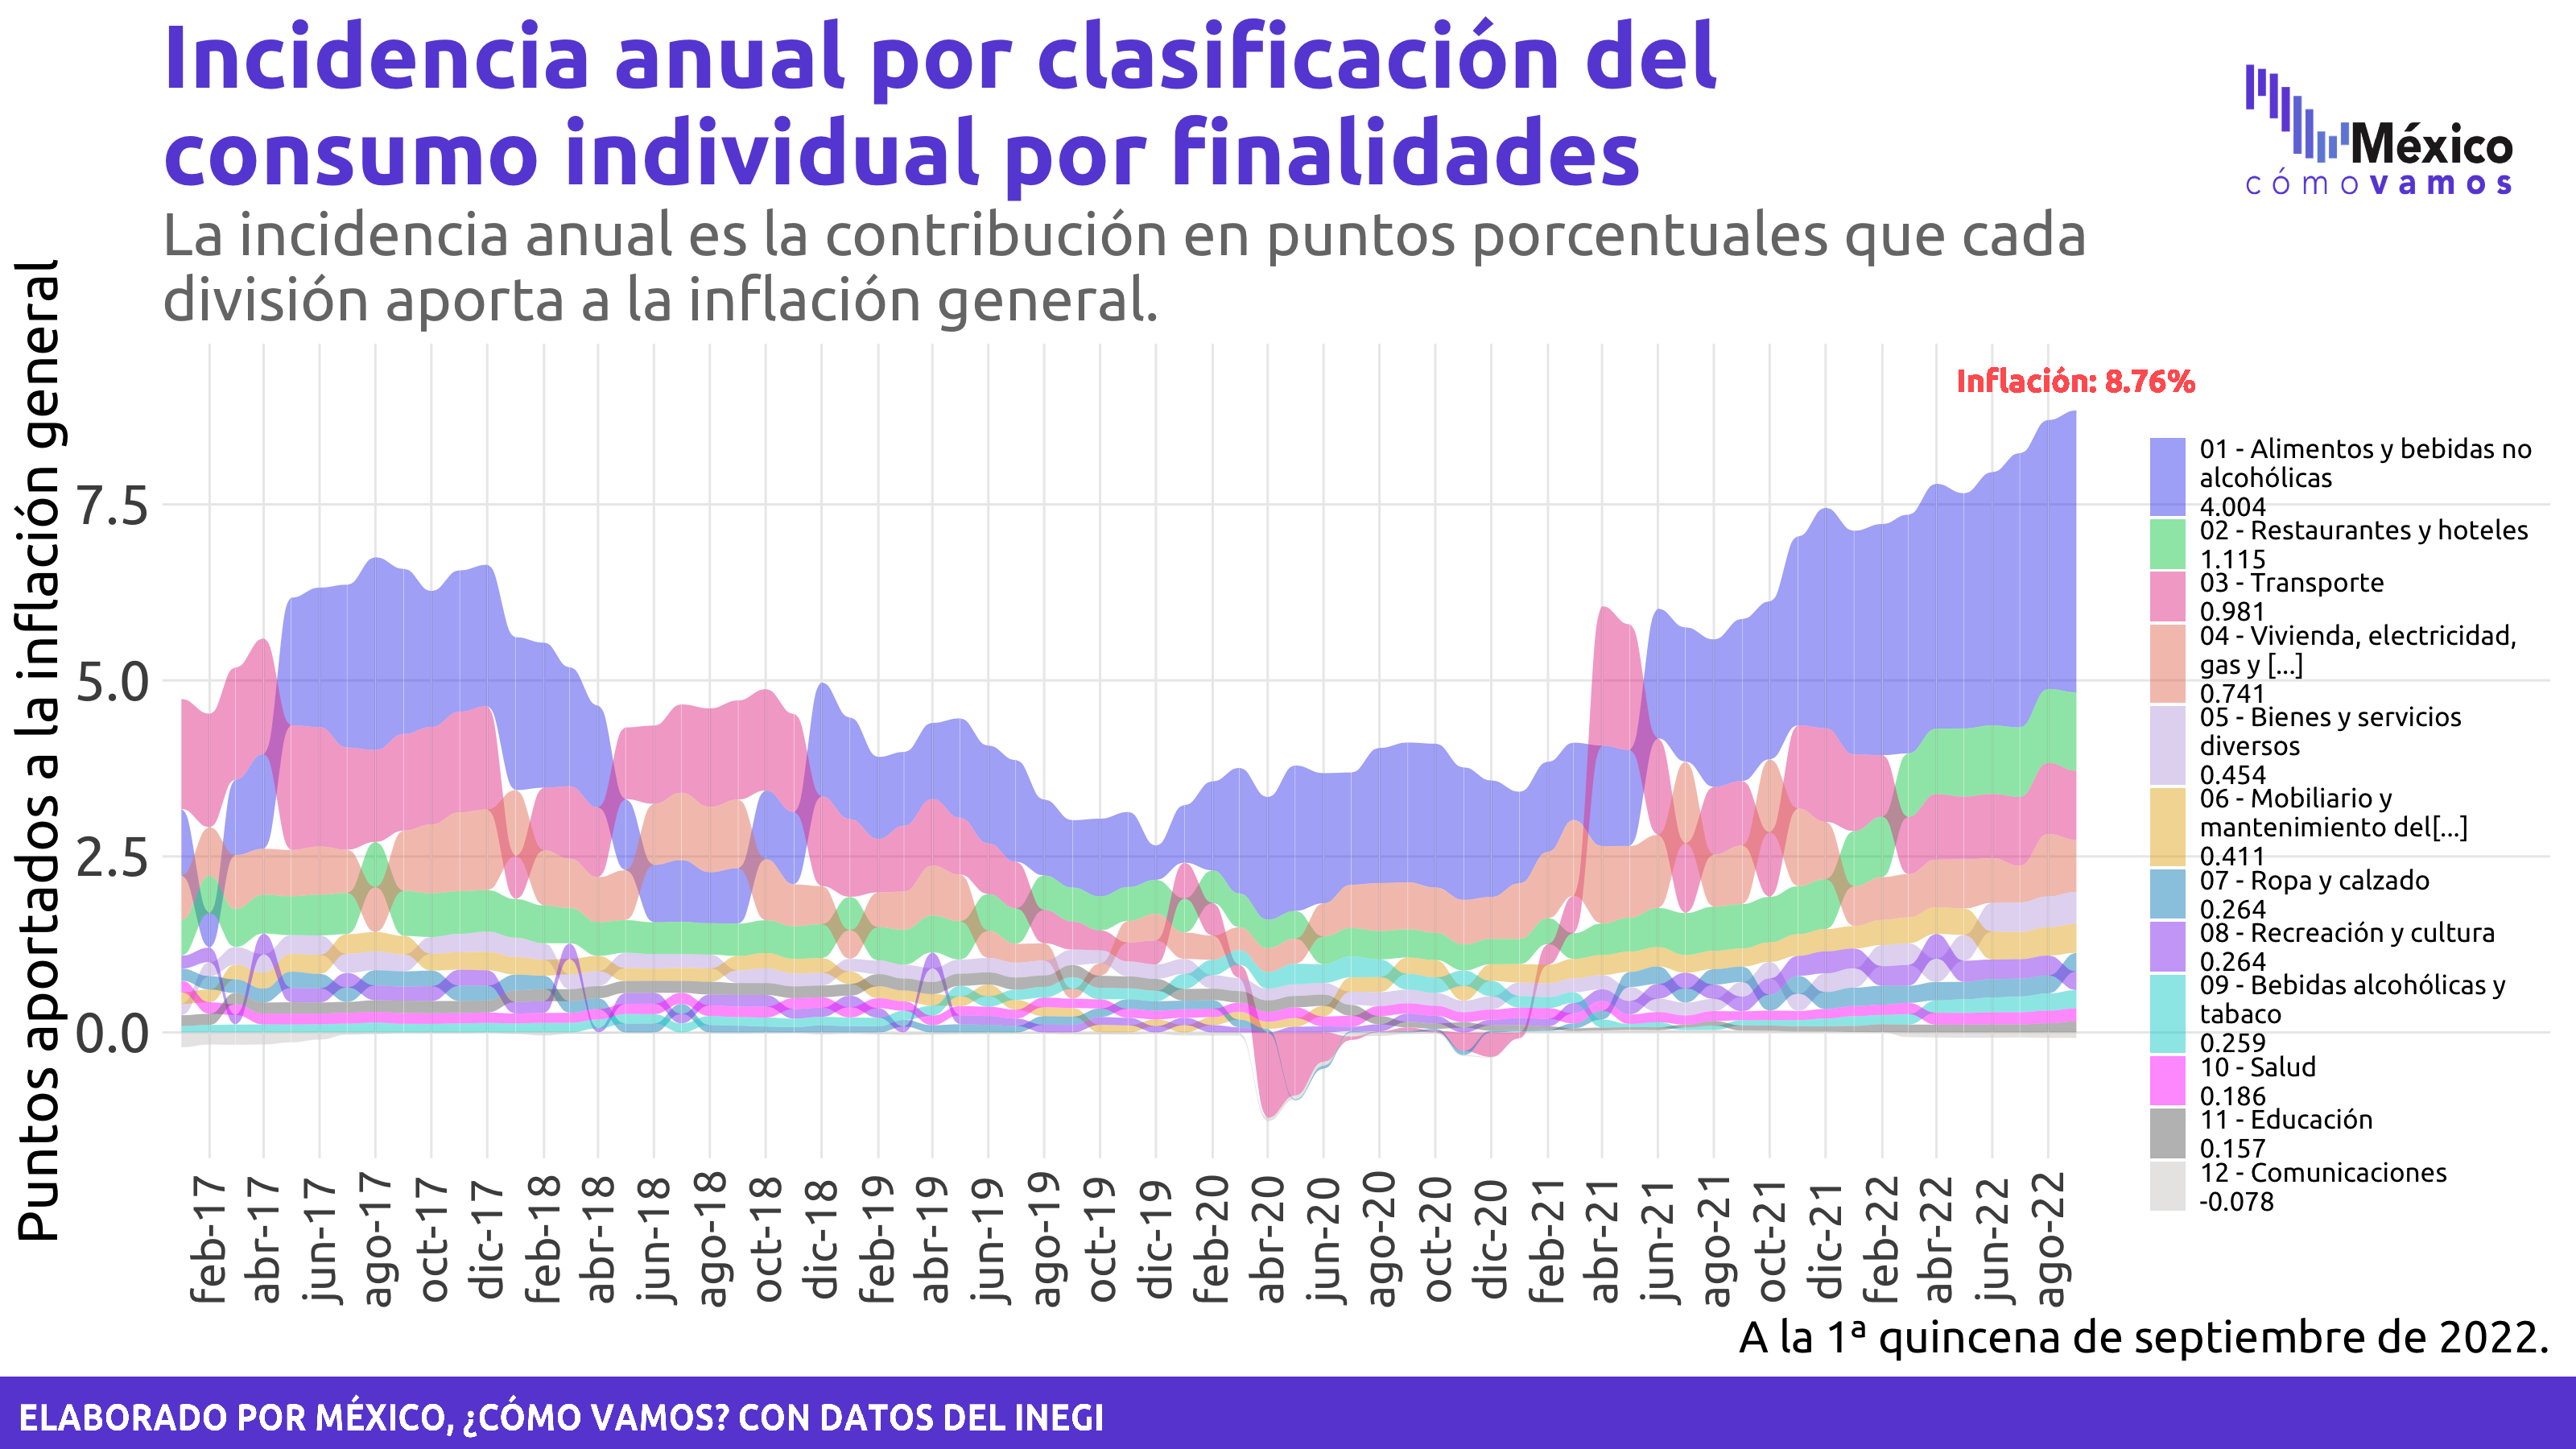 Incidencia anual por clasificación del
consumo individual por finalidades
La incidencia anual es la contribución en puntos porcentuales que cada
división aporta a la inflación general.
México
cómovamos
Puntos aportados a la inflación general
7.5
5.0
2.5
0.0
Inflación: 8.76%
01 - Alimentos y bebidas no
alcohólicas
4.004
02 - Restaurantes y hoteles
1.115
03 - Transporte
0.981
04 - Vivienda, electricidad,
gas y [...]
0.741
05 - Bienes y servicios
diversos
0.454
06 - Mobiliario y
mantenimiento del[...]
0.411
07 - Ropa y calzado
0.264
08 - Recreación y cultura
0.264
09 - Bebidas alcohólicas y
tabaco
0.259
10 - Salud
0.186
11 - Educación
0.157
12 - Comunicaciones
-0.078
feb-17
abr-17
jun-17
ago-17
oct-17
dic-17
feb-18
abr-18
jun-18
ago-18
oct-18
dic-18
feb-19
abr-19
jun-19
ago-19
oct-19
dic-19
feb-20
abr-20
jun-20
ago-20
oct-20
dic-20
feb-21
abr-21
jun-21
ago-21
oct-21
dic-21
feb-22
abr-22
jun-22
ago-22
A la 1ª quincena de septiembre de 2022.
ELABORADO POR MÉXICO, ¿CÓMO VAMOS? CON DATOS DEL INEGI